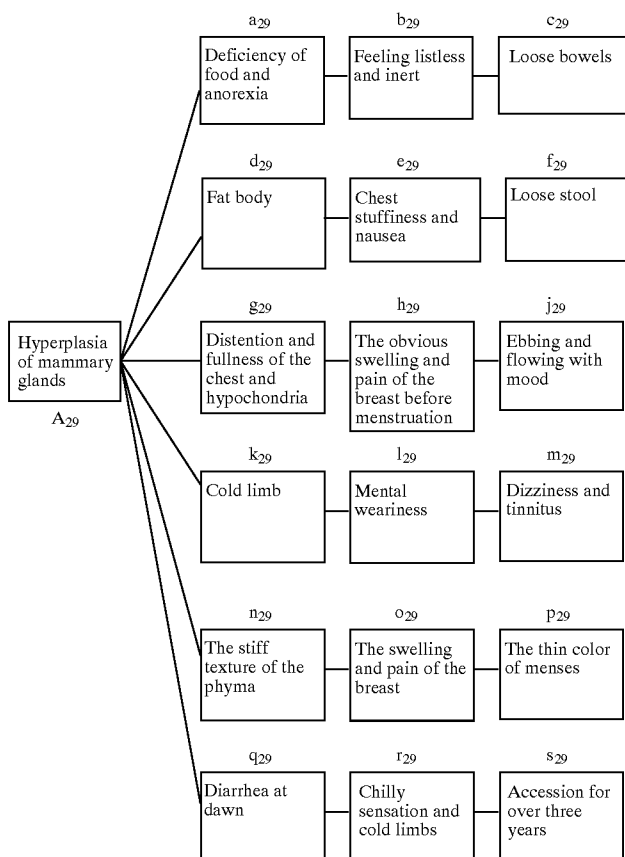 a29
b29
c29
Deficiency of
food and
anorexia
Feeling listless
and inert
Loose bowels
d29
e29
f29
Fat body
Chest
stuffiness and
nausea
Loose stool
g29
h29
j29
Hyperplasia
of mammary
glands
A29
Distention and
fullness of the
chest and
hypochondria
The obvious
swelling and
pain of the
breast before
menstruation
Ebbing and
flowing with
mood
k29
l29
m29
Cold limb
Mental
weariness
Dizziness and
tinnitus
n29
o29
p29
The stiff
texture of the
phyma
The swelling
and pain of the
breast
The thin color
of menses
q29
r29
s29
Diarrhea at
dawn
Chilly
sensation and
cold limbs
Accession for
over three
years